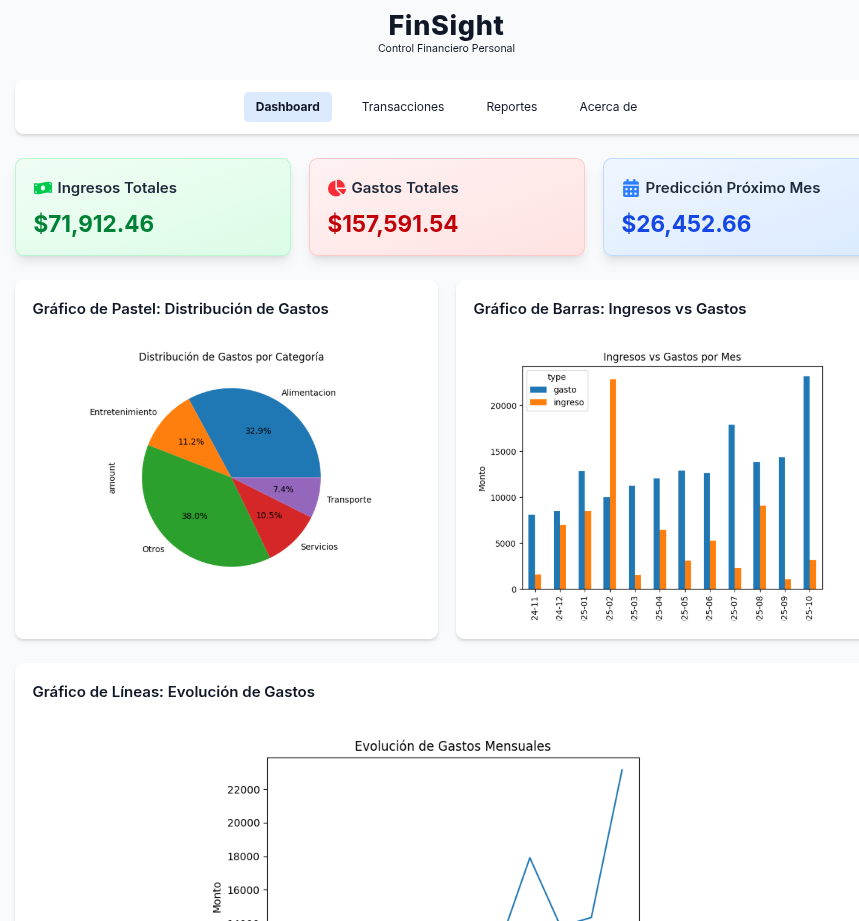 FinSight
Control Financiero Personal
Dashboard Transacciones Reportes Acerca de
Ingresos Totales
$71,912.46
Gastos Totales
$157,591.54
Predicción Próximo Mes
$26,452.66
Gráfico de Pastel: Distribución de Gastos
Distribución de Gastos por Categoría
Alimentacion
Entretenimiento
32.9%
11.2%
amount
7.4%
Transporte
38.0%
10.5%
Otros
Servicios
Gráfico de Barras: Ingresos vs Gastos
Ingresos vs Gastos por Mes
type
gasto
ingreso
20000
15000
Monto
10000
5000
0
24-11 24-12 25-01 25-02 25-03 25-04 25-05 25-06 25-07 25-08 25-09 25-10
Gráfico de Líneas: Evolución de Gastos
Evolución de Gastos Mensuales
22000
20000
18000
16000
Monto